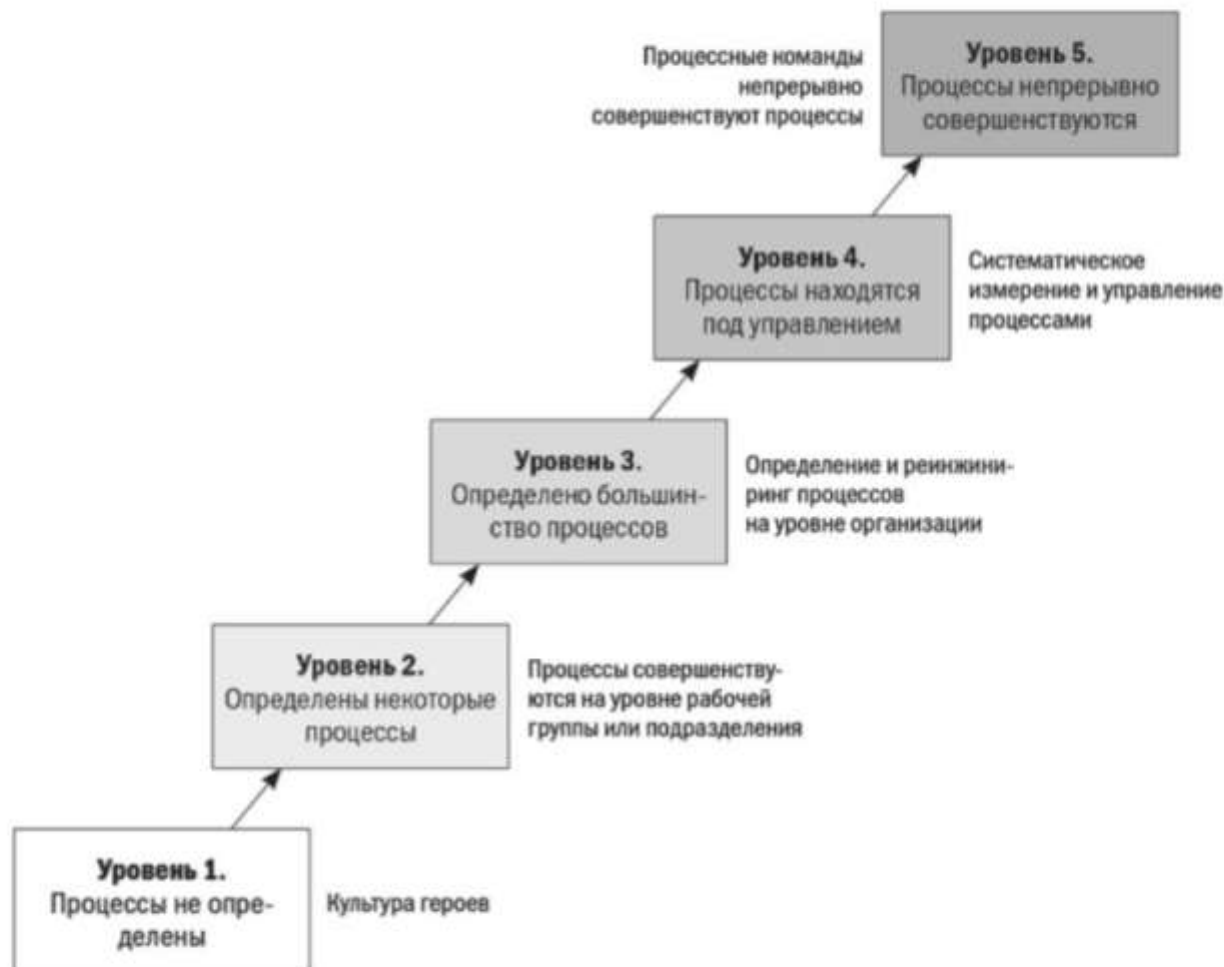 Процессные команды
непрерывно
совершенствуют процессы
Уровень 5.
Процессы непрерывно
совершенствуются
Уровень 4.
Процессы находятся
под управлением
Систематическое
измерение и управление
процессами
Уровень 3.
Определено большин-
ство процессов
Определение и реинжини-
ринг процессов
на уровне организации
Уровень 2.
Определены некоторые
процессы
Процессы совершенству-
ются на уровне рабочей
группы или подразделения
Уровень 1.
Процессы не опре-
делены
Культура героев